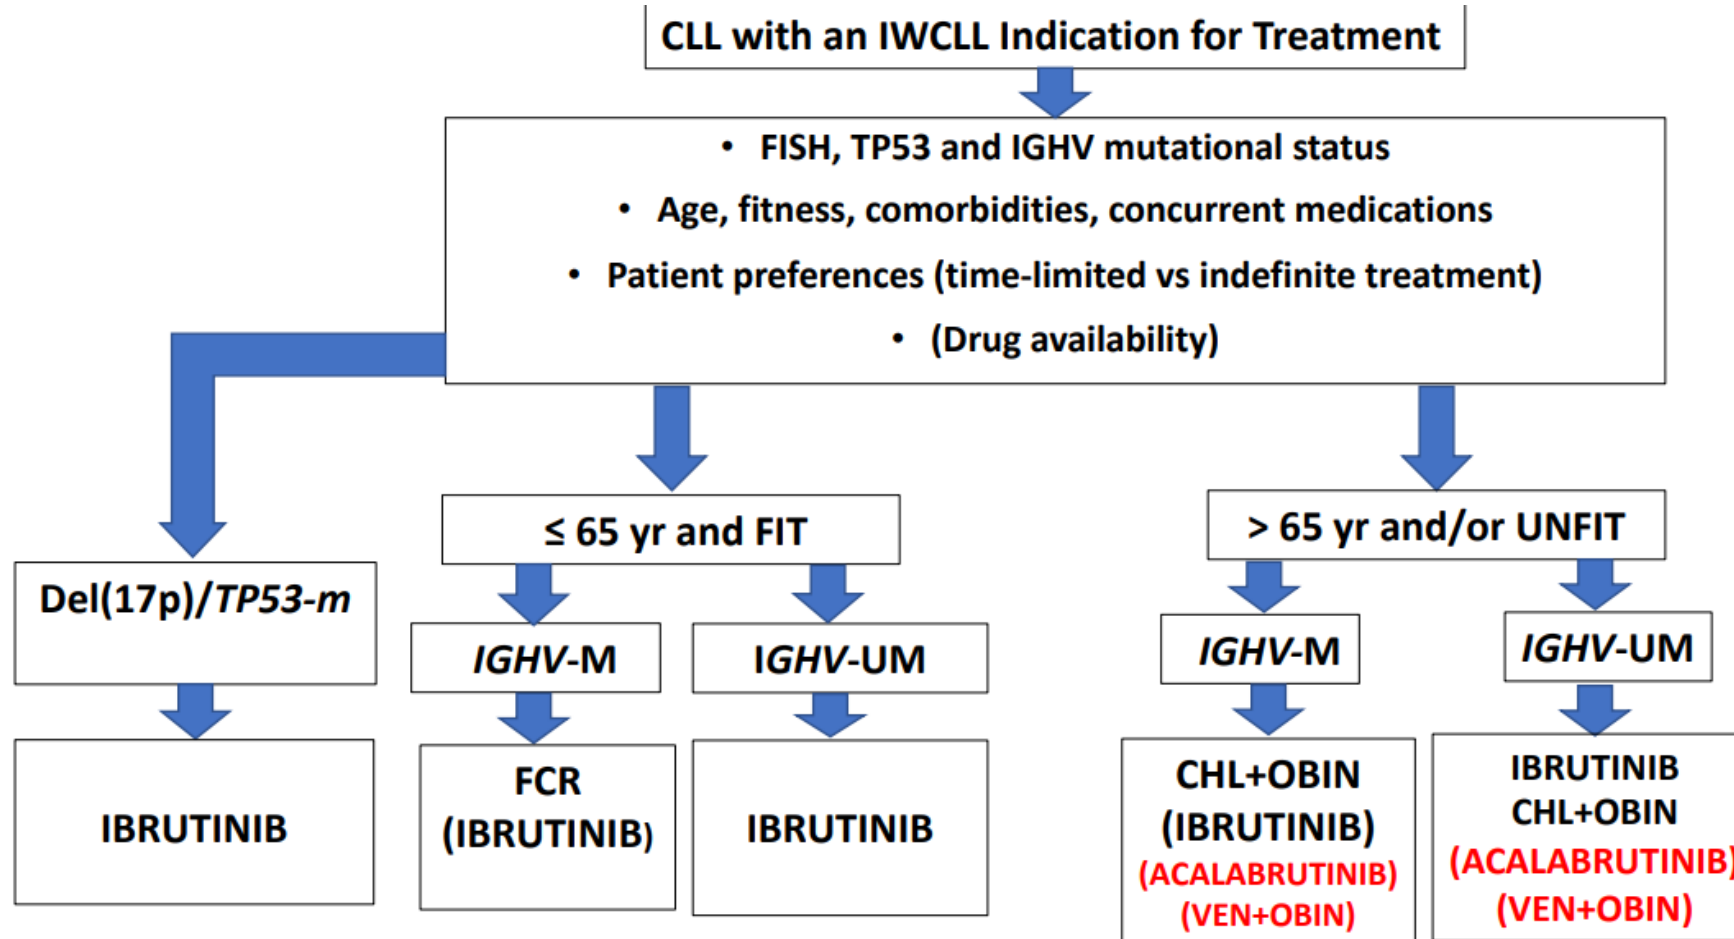 CLL with an IWCLL Indication for Treatment
• FISH, TP53 and IGHV mutational status
• Age, fitness, comorbidities, concurrent medications
• Patient preferences (time-limited vs indefinite treatment)
• (Drug availability)
≤ 65 yr and FIT
> 65 yr and/or UNFIT
Del(17p)/TP53-m
IGHV-M
IGHV-UM
IGHV-M
IGHV-UM
IBRUTINIB
FCR
(IBRUTINIB)
IBRUTINIB
CHL+OBIN
(IBRUTINIB)
(ACALABRUTINIB)
(VEN+OBIN)
IBRUTINIB
CHL+OBIN
(ACALABRUTINIB)
(VEN+OBIN)